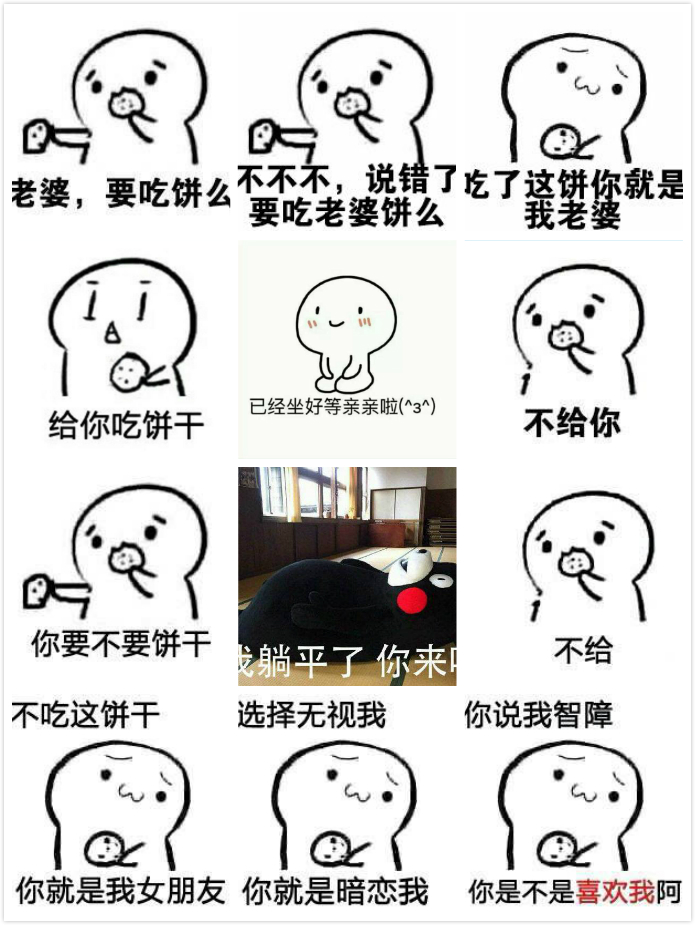 老婆，要吃饼么
不不不，说错了
要吃老婆饼么
吃了这饼你就是
我老婆
给你吃饼干
已经坐好等亲亲啦(^з^)
不给你
你要不要饼干
我躺平了 你来吧
不给
不吃这饼干
你就是我女朋友
选择无视我
你就是暗恋我
你说我智障
你是不是喜欢我阿